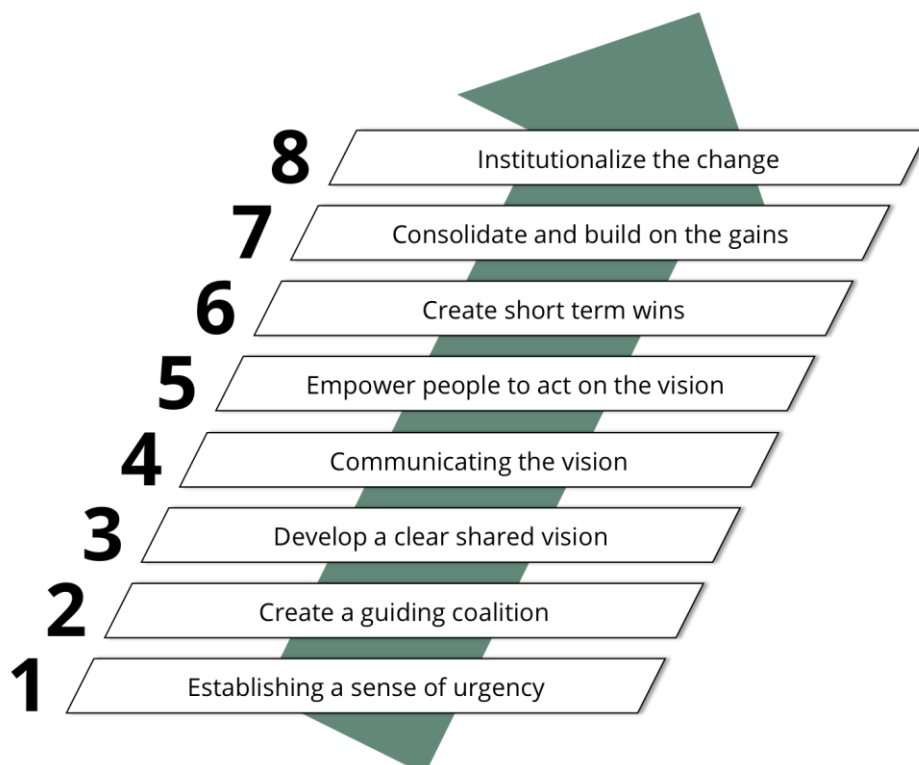 8 Institutionalize the change
7 Consolidate and build on the gains
6 Create short term wins
5 Empower people to act on the vision
4 Communicating the vision
3 Develop a clear shared vision
2 Create a guiding coalition
1 Establishing a sense of urgency